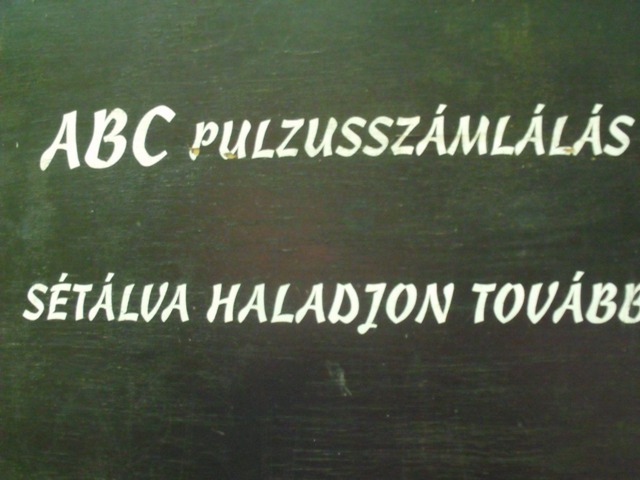 ABC PULZUSSZÁMLÁLÁS
SÉTÁLVA HALADJON TOVÁBB